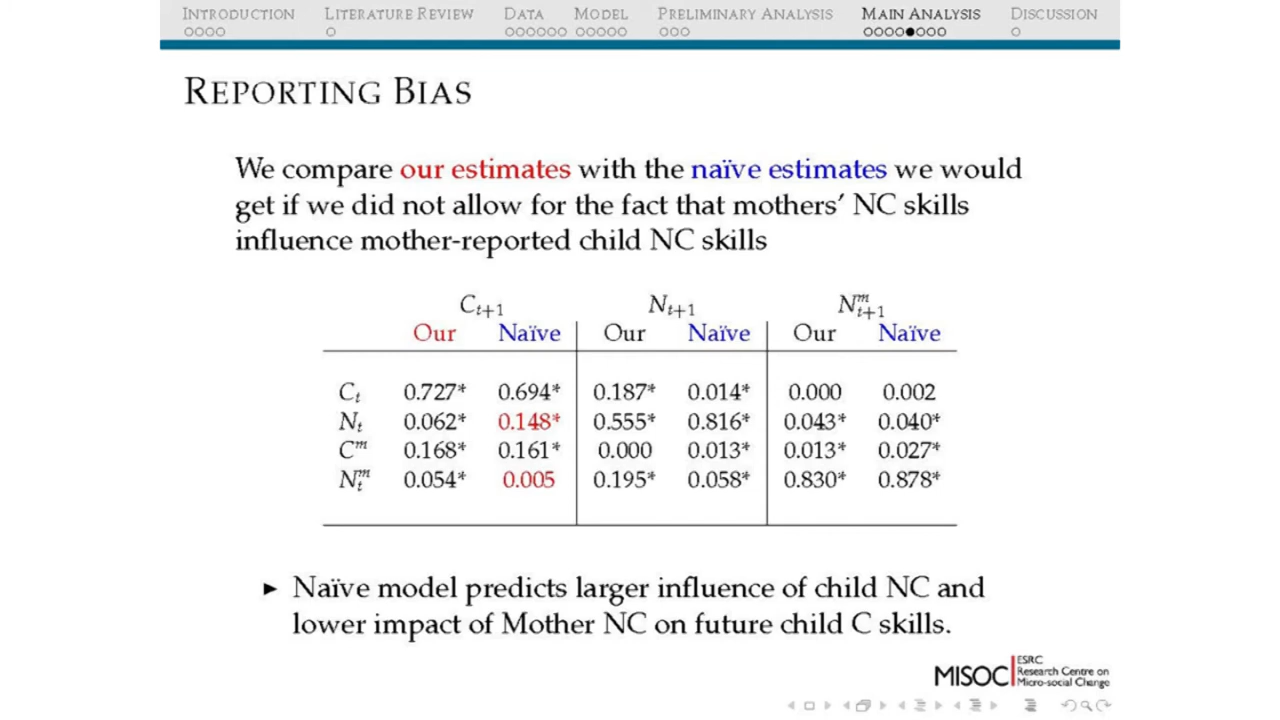 INTRODUCTION LITERATURE REVIEW DATA MODEL PRELIMINARY ANALYSIS MAIN ANALYSIS DISCUSSION
REPORTING BIAS
We compare our estimates with the naïve estimates we would
get if we did not allow for the fact that mothers' NC skills
influence mother-reported child NC skills
C_{t+1} N_{t+1} N^m_{t+1}
Our Naïve Our Naïve Our Naïve
C_t 0.727* 0.694* 0.187* 0.014* 0.000 0.002
N_t 0.062* 0.148* 0.555* 0.816* 0.043* 0.040*
C^m 0.168* 0.161* 0.000 0.013* 0.013* 0.027*
N^m_t 0.054* 0.005 0.195* 0.058* 0.830* 0.878*
► Naïve model predicts larger influence of child NC and
lower impact of Mother NC on future child C skills.
MISOC
ESRC
Research Centre on
Micro-social Change